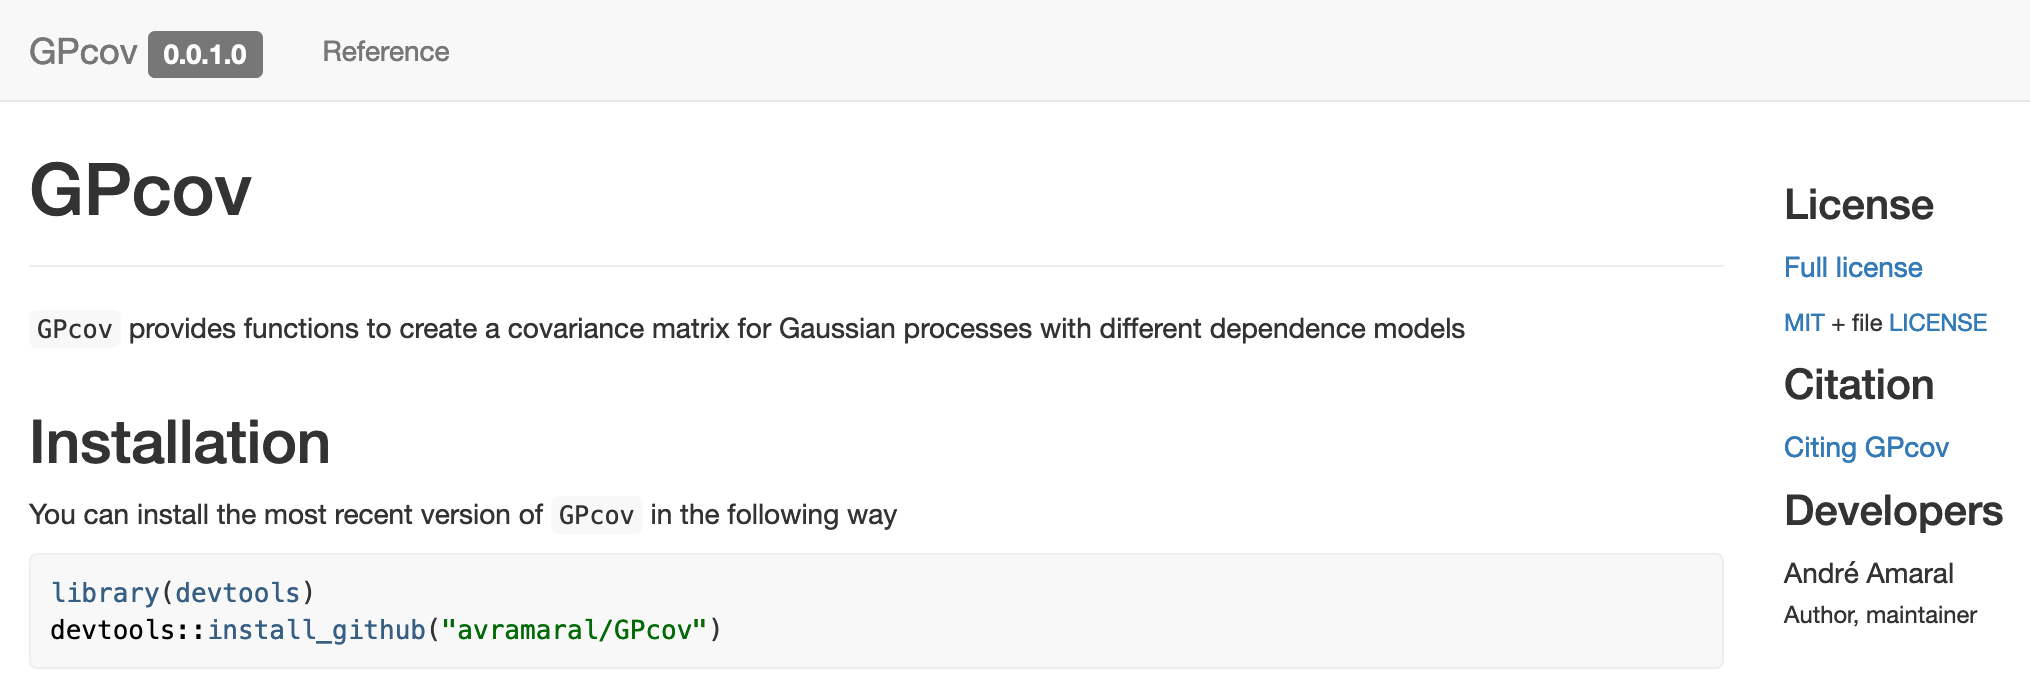 GPcov 0.0.1.0 Reference
GPcov
GPcov provides functions to create a covariance matrix for Gaussian processes with different dependence models
Installation
You can install the most recent version of GPcov in the following way
library(devtools)
devtools::install_github("avramaral/GPcov")
License
Full license
MIT + file LICENSE
Citation
Citing GPcov
Developers
André Amaral
Author, maintainer